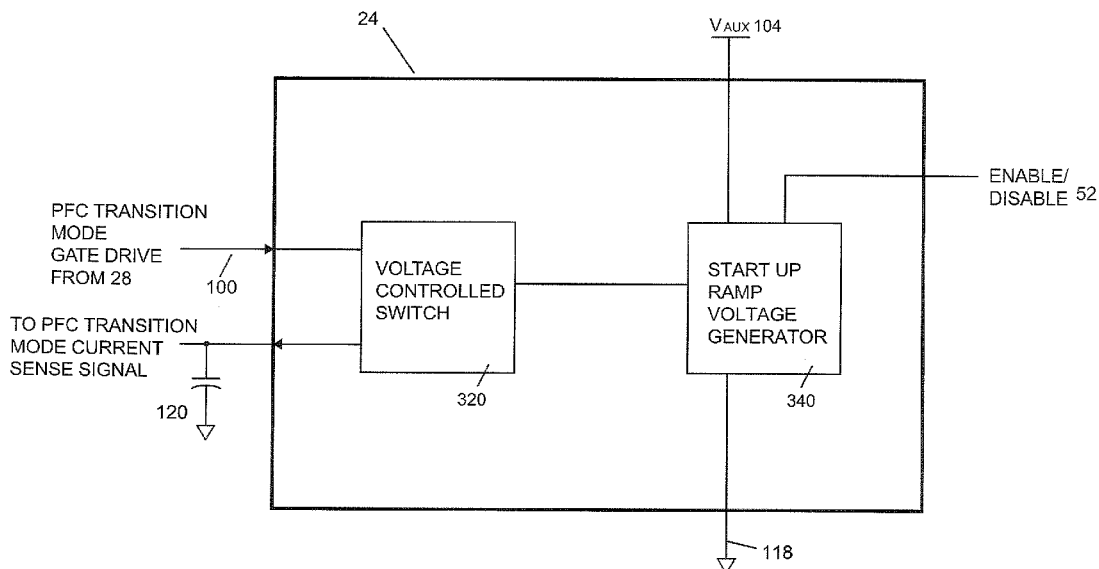 24
VAUX 104
ENABLE/
DISABLE 52
PFC TRANSITION
MODE
GATE DRIVE
FROM 28
100
VOLTAGE
CONTROLLED
SWITCH
START UP
RAMP
VOLTAGE
GENERATOR
TO PFC TRANSITION
MODE CURRENT
SENSE SIGNAL
320
340
120
118